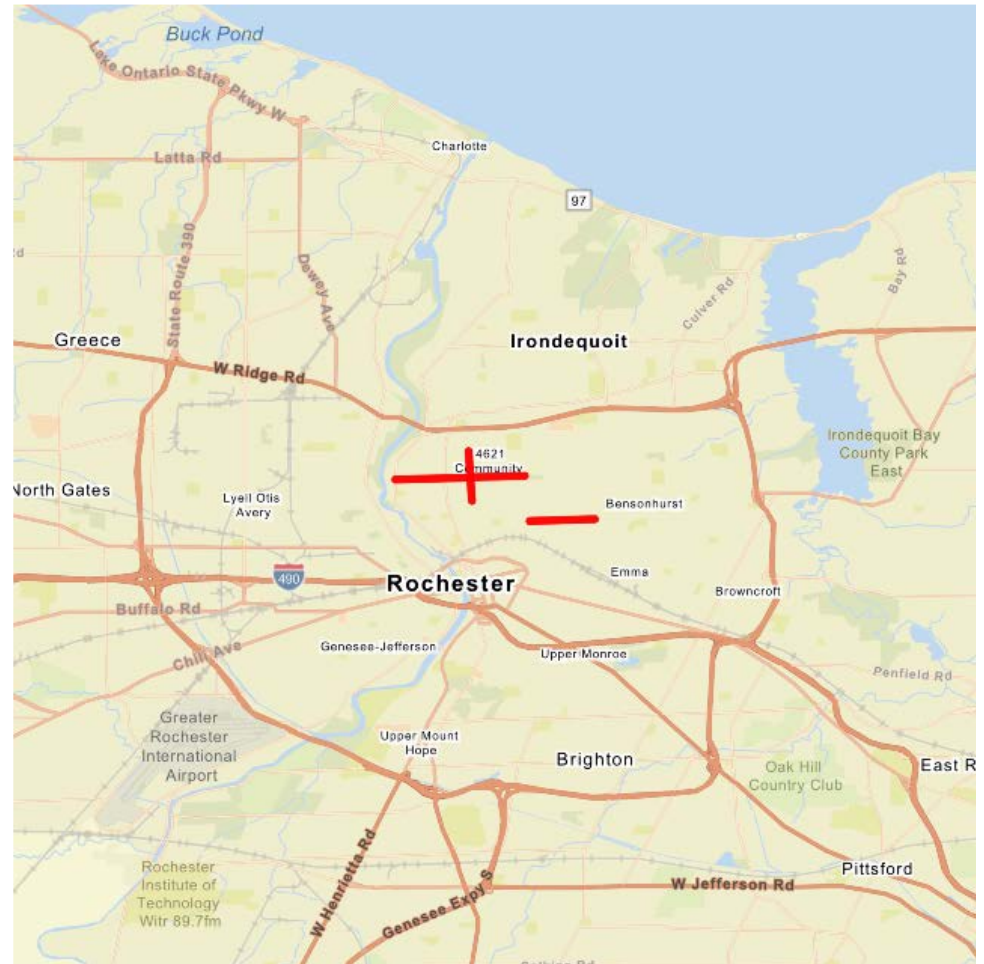 Buck Pond
Lake Ontario State Pkwy W
Charlotte
Latta Rd
97
State Route 390
Dewey Ave
Culver Rd
Bay Rd
Greece
Irondequoit
W Ridge Rd
4621
Community
Irondequoit Bay
County Park
East
North Gates
Lyell Otis
Avery
Bensonhurst
490
Rochester
Emma
Browncroft
Buffalo Rd
Chili Ave
Genesee-Jefferson
Upper Monroe
Penfield Rd
Greater
Rochester
International
Airport
Upper Mount
Hope
Brighton
Oak Hill
Country Club
East R
W Henrietta Rd
Genesee Expy S
W Jefferson Rd
Pittsford
Rochester
Institute of
Technology
Witr 89.7fm